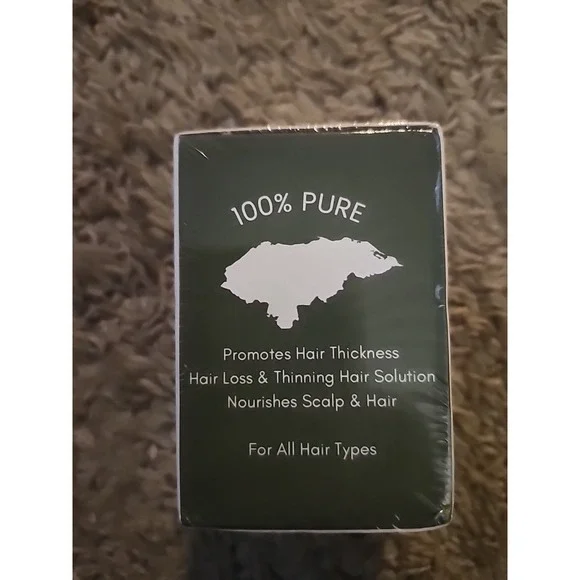 100% PURE
Promotes Hair Thickness
Hair Loss & Thinning Hair Solution
Nourishes Scalp & Hair
For All Hair Types